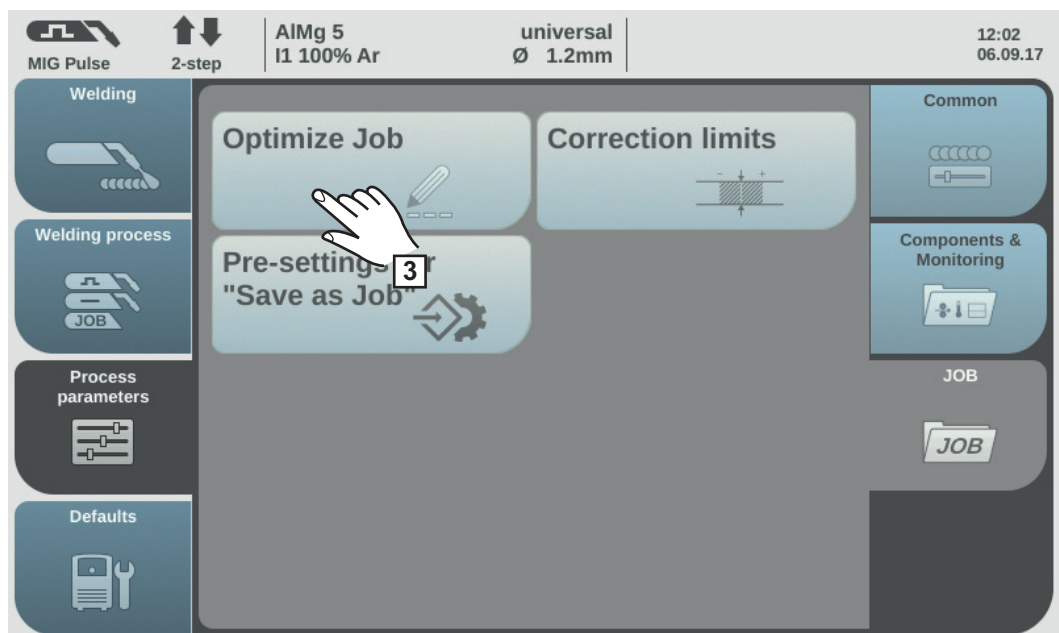 MIG Pulse
2-step
AlMg 5
I1 100% Ar
universal
Ø 1.2mm
12:02
06.09.17
Welding
Welding process
JOB
Process
parameters
Defaults
Optimize Job
Correction limits
- +
3
Pre-settings
"Save as Job"
Common
Components &
Monitoring
JOB
JOB